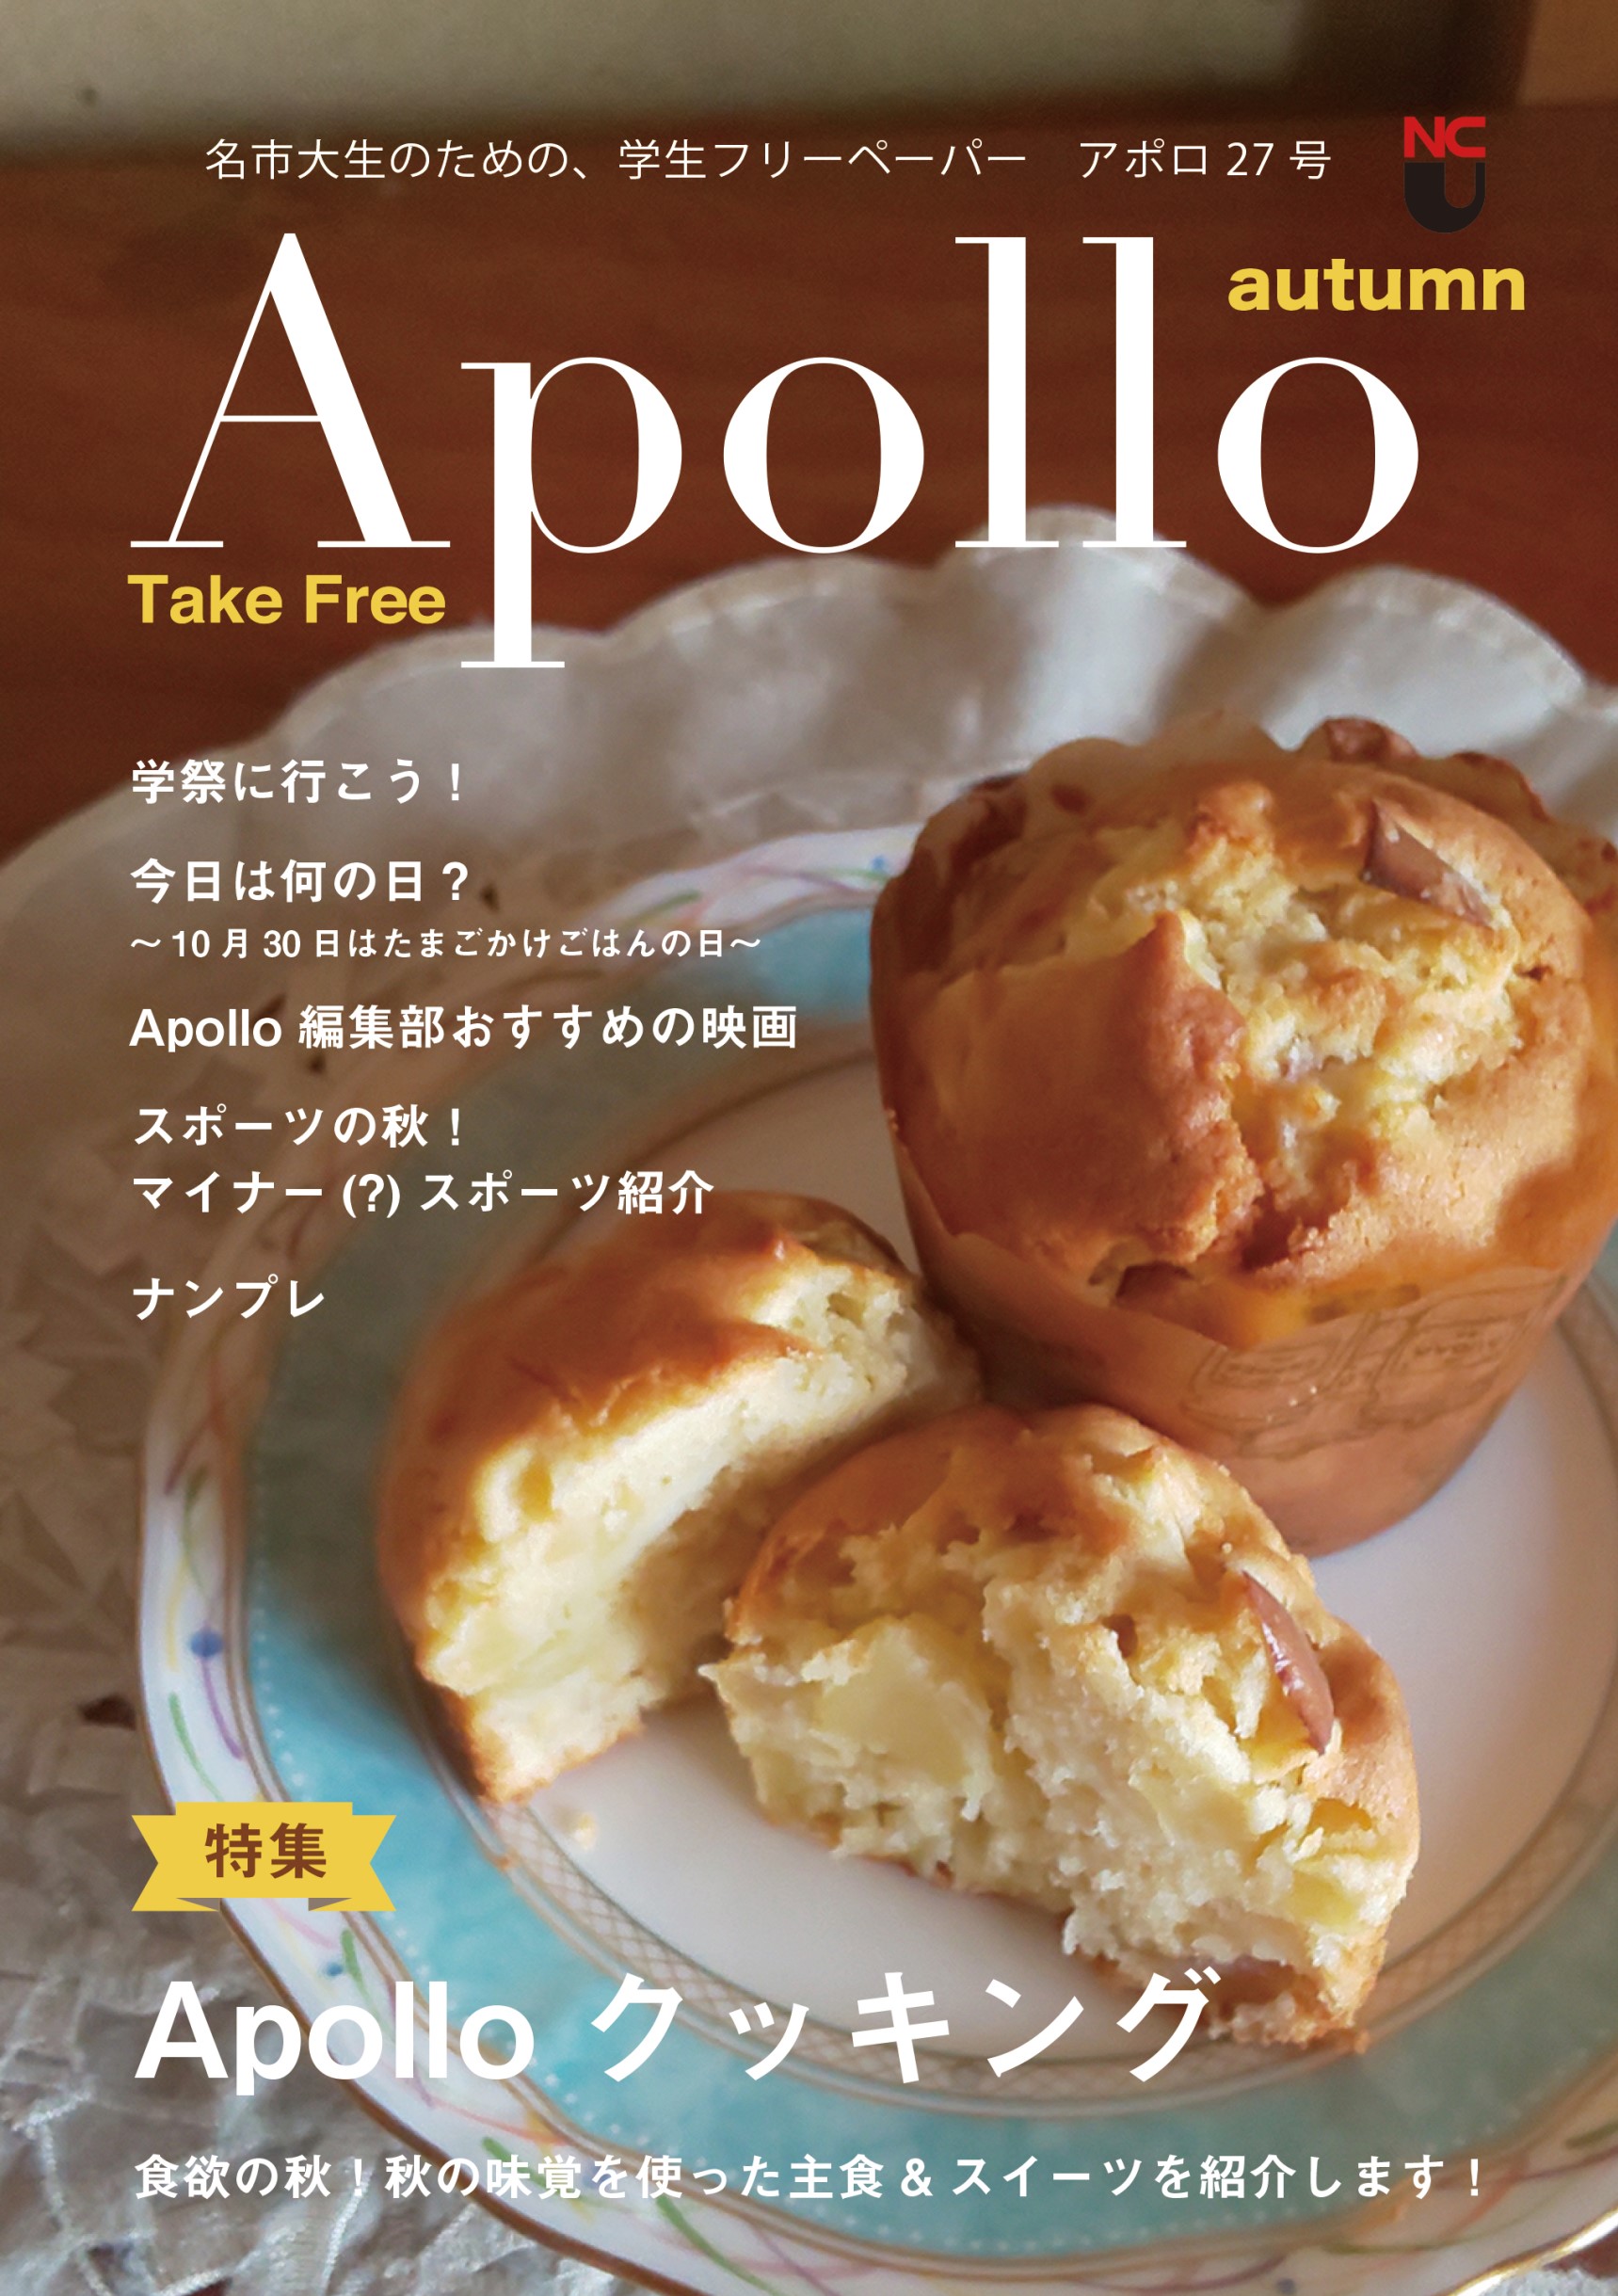 名市大生のための、学生フリーペーパー　アポロ 27 号
NCU
autumn
Apollo
Take Free
学祭に行こう！
今日は何の日？
～ 10 月 30 日はたまごかけごはんの日～
Apollo 編集部おすすめの映画
スポーツの秋！
マイナー (?) スポーツ紹介
ナンプレ
特集
Apollo クッキング
食欲の秋！秋の味覚を使った主食 & スイーツを紹介します！